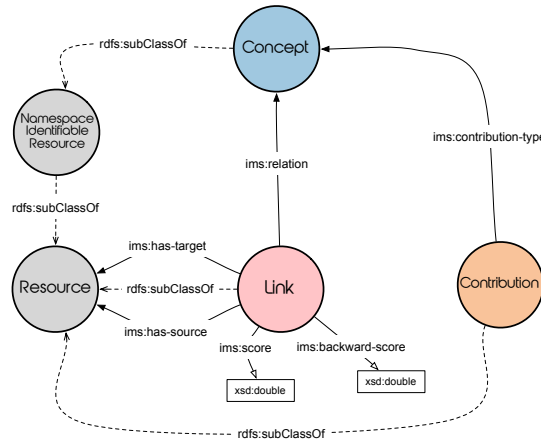 rdfs:subClassOf
Concept
Namespace
Identifiable
Resource
ims:contribution-type
ims:relation
rdfs:subClassOf
ims:has-target
Resource
rdfs:subClassOf
Link
Contribution
ims:has-source
ims:score
ims:backward-score
xsd:double
xsd:double
rdfs:subClassOf